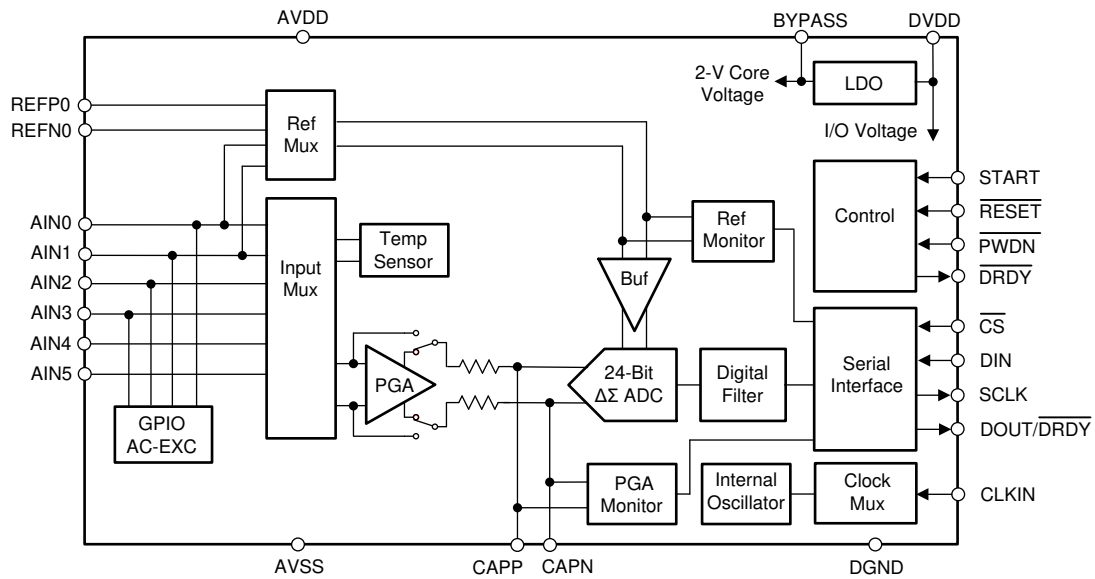 AVDD
BYPASS
DVDD
2-V Core
Voltage
LDO
I/O Voltage
REFP0
REFN0
Ref
Mux
AIN0
AIN1
AIN2
AIN3
AIN4
AIN5
Input
Mux
Temp
Sensor
GPIO
AC-EXC
PGA
Ref
Monitor
Buf
24-Bit
ΔΣ ADC
Digital
Filter
Control
START
RESET
PWDN
DRDY
Serial
Interface
CS
DIN
SCLK
DOUT/DRDY
PGA
Monitor
Internal
Oscillator
Clock
Mux
CLKIN
AVSS
CAPP
CAPN
DGND